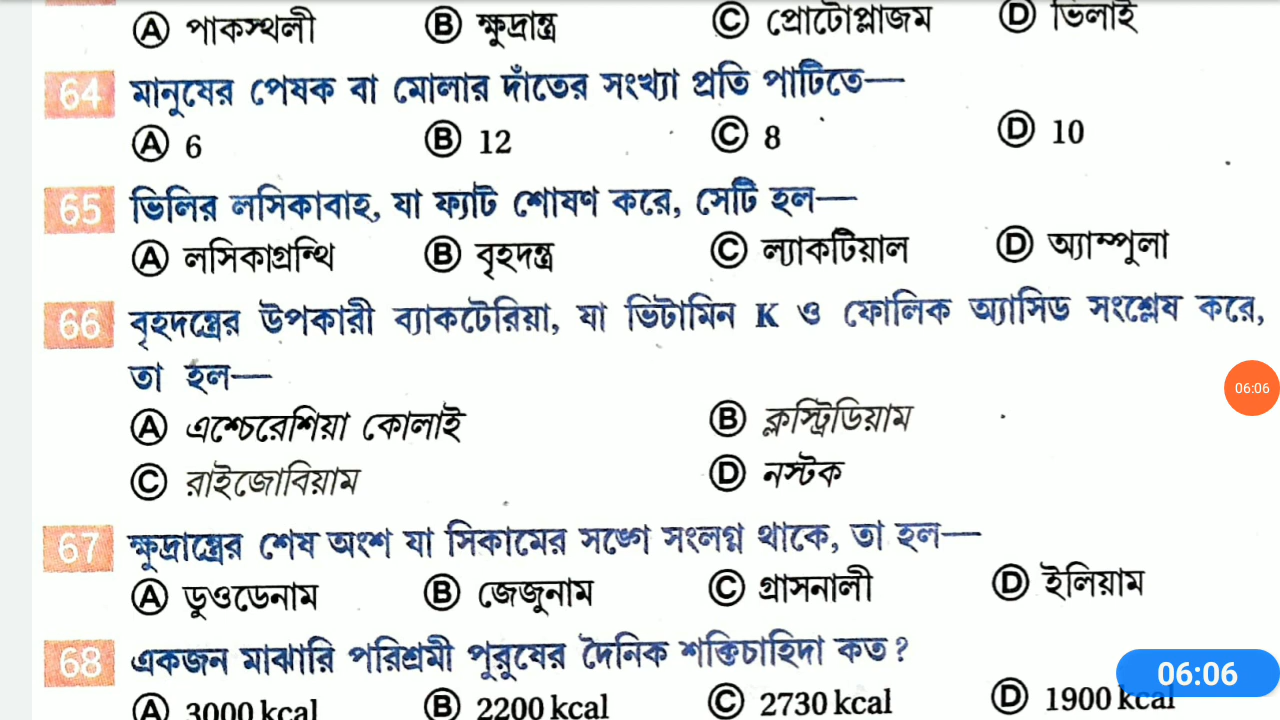 Ⓐ পাকস্থলী Ⓑ ক্ষুদ্রান্ত্র Ⓒ প্রোটোপ্লাজম Ⓓ ভিলাই
64 মানুষের পেষক বা মোলার দাঁতের সংখ্যা প্রতি পাটিতে—
Ⓐ 6 Ⓑ 12 Ⓒ 8 Ⓓ 10
65 ভিলির লসিকাবাহ, যা ফ্যাট শোষণ করে, সেটি হল—
Ⓐ লসিকাগ্রন্থি Ⓑ বৃহদন্ত্র Ⓒ ল্যাকটিয়াল Ⓓ অ্যাম্পুলা
66 বৃহদন্ত্রের উপকারী ব্যাকটেরিয়া, যা ভিটামিন K ও ফোলিক অ্যাসিড সংশ্লেষ করে,
তা হল—
Ⓐ এশ্চেরেশিয়া কোলাই Ⓑ ক্লস্ট্রিডিয়াম
Ⓒ রাইজোবিয়াম Ⓓ নস্টক
06:06
67 ক্ষুদ্রান্ত্রের শেষ অংশ যা সিকামের সঙ্গে সংলগ্ন থাকে, তা হল—
Ⓐ ডুওডেনাম Ⓑ জেজুনাম Ⓒ গ্রাসনালী Ⓓ ইলিয়াম
68 একজন মাঝারি পরিশ্রমী পুরুষের দৈনিক শক্তিচাহিদা কত?
06:06
Ⓐ 3000 kcal Ⓑ 2200 kcal Ⓒ 2730 kcal Ⓓ 1900 kcal